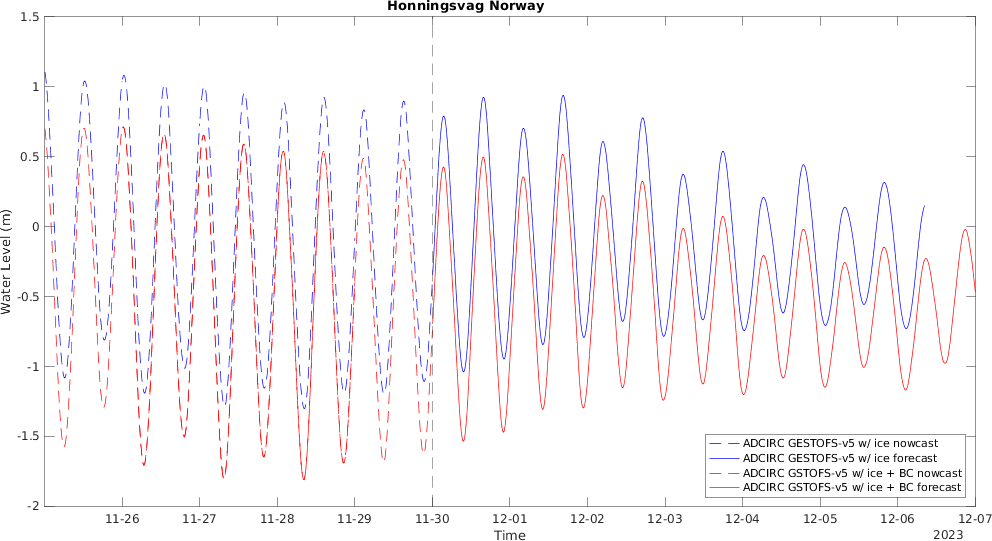 Honningsvag Norway
1.5
1
0.5
0
-0.5
-1
-1.5
-2
Water Level (m)
ADCIRC GESTOFS-v5 w/ ice nowcast
ADCIRC GESTOFS-v5 w/ ice forecast
ADCIRC GSTOFS-v5 w/ ice + BC nowcast
ADCIRC GSTOFS-v5 w/ ice + BC forecast
11-26 11-27 11-28 11-29 11-30 12-01 12-02 12-03 12-04 12-05 12-06 12-07
Time
2023